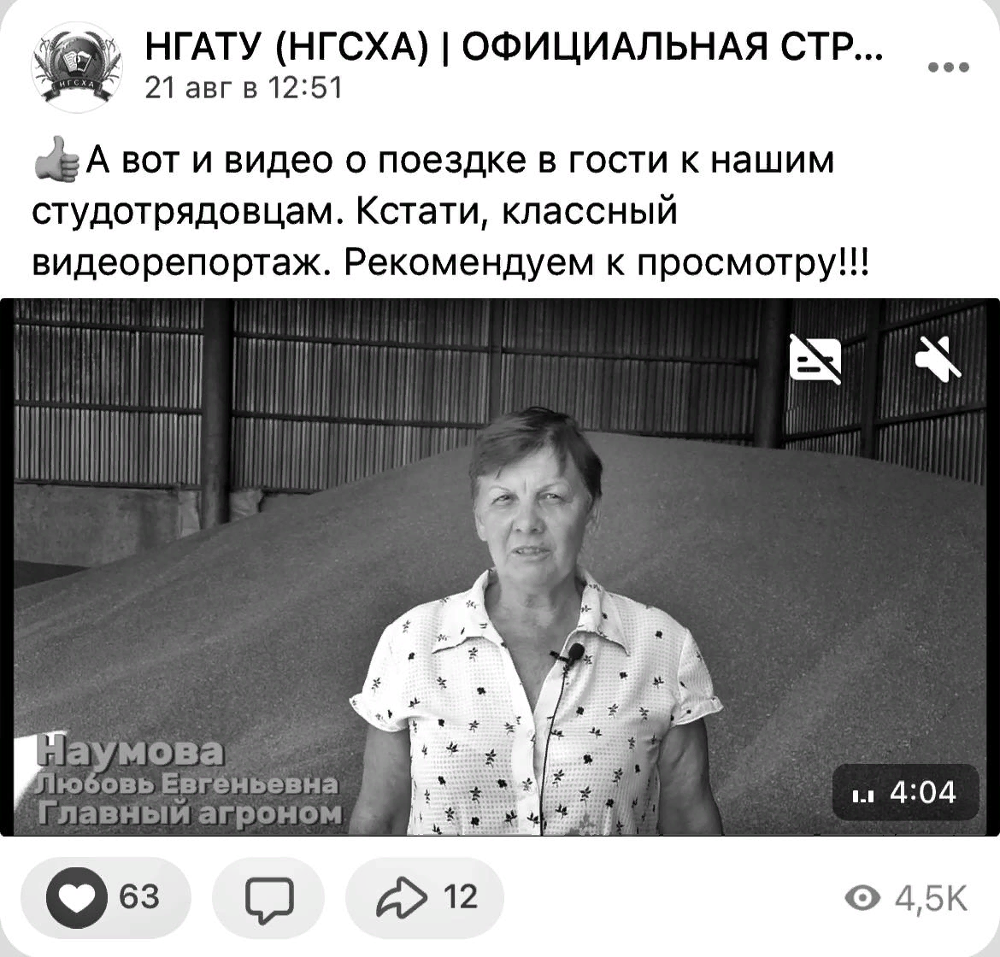 НГАТУ (НГСХА) | ОФИЦИАЛЬНАЯ СТР...
21 авг в 12:51
НГСХА
👍А вот и видео о поездке в гости к нашим
студотрядовцам. Кстати, классный
видеорепортаж. Рекомендуем к просмотру!!!
Наумова
Любовь Евгеньевна
Главный агроном
4:04
63
12
4,5K